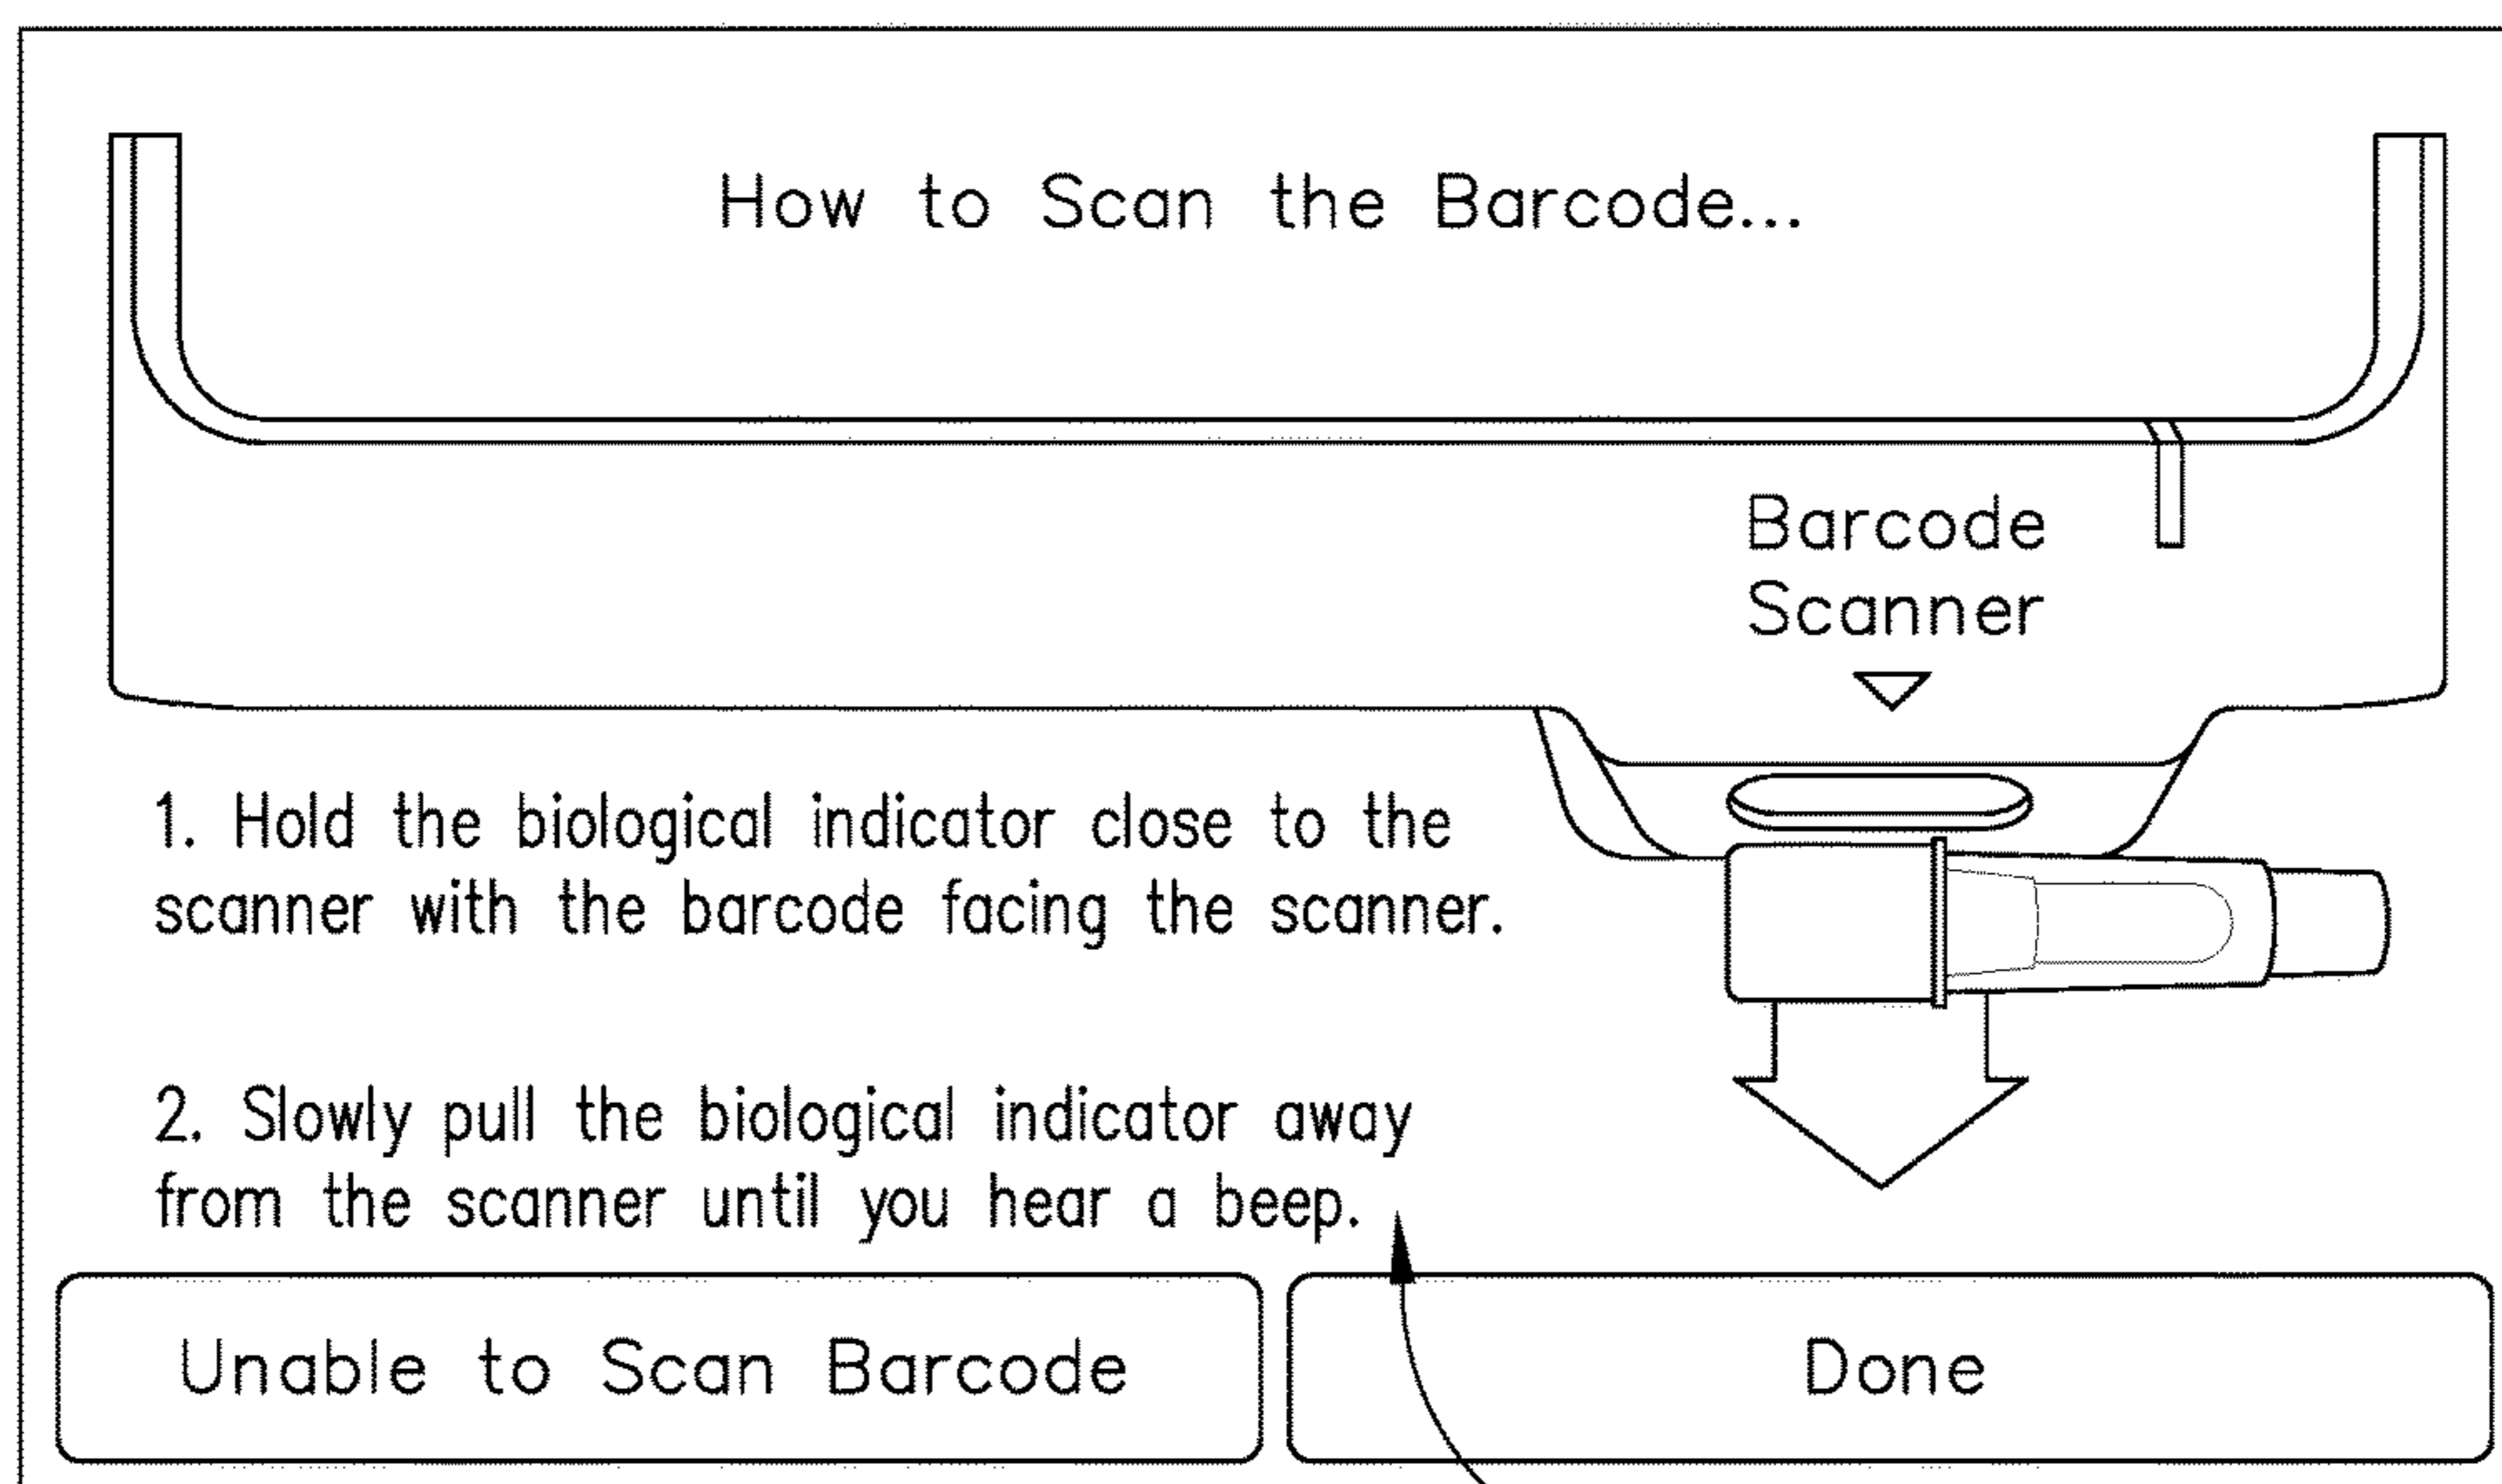 How to Scan the Barcode...
Barcode
Scanner
1. Hold the biological indicator close to the
scanner with the barcode facing the scanner.
2. Slowly pull the biological indicator away
from the scanner until you hear a beep.
Unable to Scan Barcode
Done